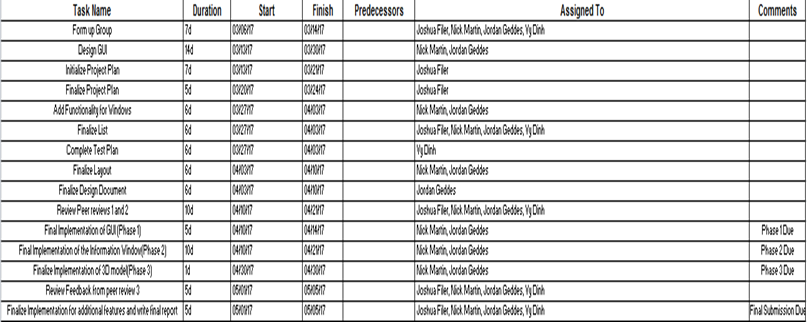 Task Name Duration Start Finish Predecessors Assigned To Comments
Form up Group 7d 03/06/17 03/14/17 Joshua Filer, Nick Martin, Jordan Geddes, Vg Dinh
Design GUI 14d 03/13/17 03/30/17 Nick Martin, Jordan Geddes
Initialize Project Plan 7d 03/13/17 03/21/17 Joshua Filer
Finalize Project Plan 5d 03/20/17 03/24/17 Joshua Filer
Add Functionality for Windows 6d 03/27/17 04/03/17 Nick Martin, Jordan Geddes
Finalize List 6d 03/27/17 04/03/17 Joshua Filer, Nick Martin, Jordan Geddes, Vg Dinh
Complete Test Plan 6d 03/27/17 04/03/17 Vg Dinh
Finalize Layout 6d 04/03/17 04/10/17 Nick Martin, Jordan Geddes
Finalize Design Document 6d 04/03/17 04/10/17 Jordan Geddes
Review Peer reviews 1 and 2 10d 04/10/17 04/21/17 Joshua Filer, Nick Martin, Jordan Geddes, Vg Dinh
Final Implementation of GUI(Phase 1) 5d 04/10/17 04/14/17 Nick Martin, Jordan Geddes Phase 1 Due
Final Implementation of the Information Window(Phase 2) 10d 04/10/17 04/21/17 Nick Martin, Jordan Geddes Phase 2 Due
Finalize Implementation of 3D model(Phase 3) 1d 04/30/17 04/30/17 Nick Martin, Jordan Geddes Phase 3 Due
Review Feedback from peer review 3 5d 05/01/17 05/05/17 Joshua Filer, Nick Martin, Jordan Geddes, Vg Dinh
Finalize Implementation for additional features and write final report 5d 05/01/17 05/05/17 Joshua Filer, Nick Martin, Jordan Geddes, Vg Dinh Final Submission Due